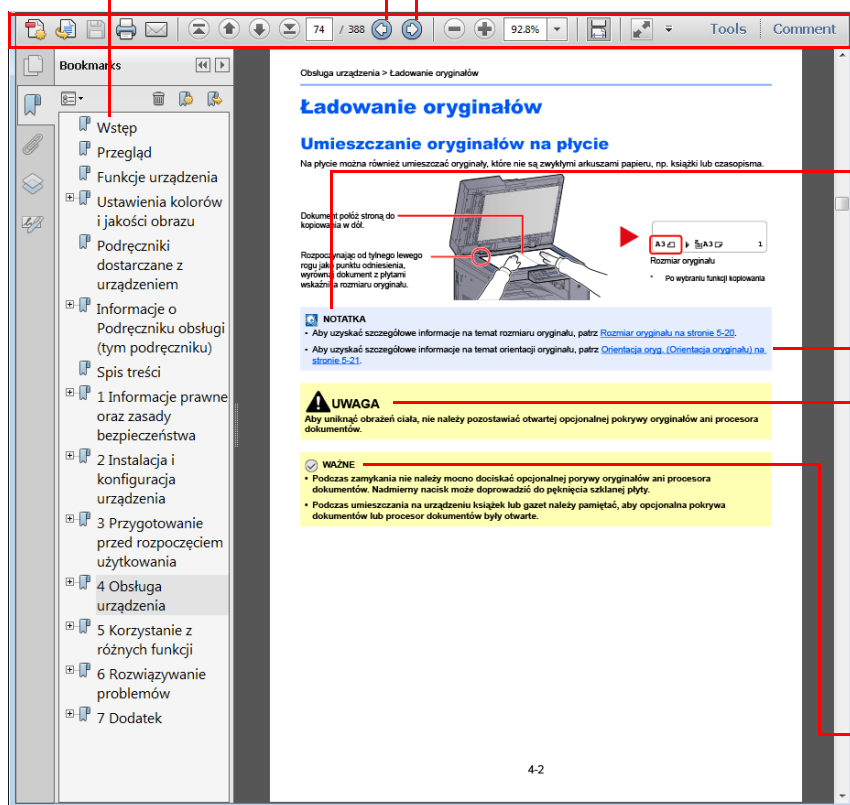 74 / 388 92.8% Tools Comment
Bookmarks
Wstęp
Przegląd
Funkcje urządzenia
Ustawienia kolorów
i jakości obrazu
Podręczniki
dostarczane z
urządzeniem
Informacje o
Podręczniku obsługi
(tym podręczniku)
Spis treści
1 Informacje prawne
oraz zasady
bezpieczeństwa
2 Instalacja i
konfiguracja
urządzenia
3 Przygotowanie
przed rozpoczęciem
użytkowania
4 Obsługa
urządzenia
5 Korzystanie z
różnych funkcji
6 Rozwiązywanie
problemów
7 Dodatek
Obsługa urządzenia > Ładowanie oryginałów
Ładowanie oryginałów
Umieszczanie oryginałów na płycie
Na płycie można również umieszczać oryginały, które nie są zwykłymi arkuszami papieru, np. książki lub czasopisma.
Dokument połóż stroną do
kopiowania w dół.
Rozpoczynając od tylnego lewego
rogu jako punktu odniesienia,
wyrównaj dokument z płytami
wskaźnika rozmiaru oryginału.
A3 A3 1
Rozmiar oryginału
* Po wybraniu funkcji kopiowania
NOTATKA
• Aby uzyskać szczegółowe informacje na temat rozmiaru oryginału, patrz Rozmiar oryginału na stronie 5-20.
• Aby uzyskać szczegółowe informacje na temat orientacji oryginału, patrz Orientacja oryg. (Orientacja oryginału) na
stronie 5-21.
UWAGA
Aby uniknąć obrażeń ciała, nie należy pozostawiać otwartej opcjonalnej pokrywy oryginałów ani procesora
dokumentów.
WAŻNE
• Podczas zamykania nie należy mocno dociskać opcjonalnej porywy oryginałów ani procesora
dokumentów. Nadmierny nacisk może doprowadzić do pęknięcia szklanej płyty.
• Podczas umieszczania na urządzeniu książek lub gazet należy pamiętać, aby opcjonalna pokrywa
dokumentów lub procesor dokumentów były otwarte.
4-2